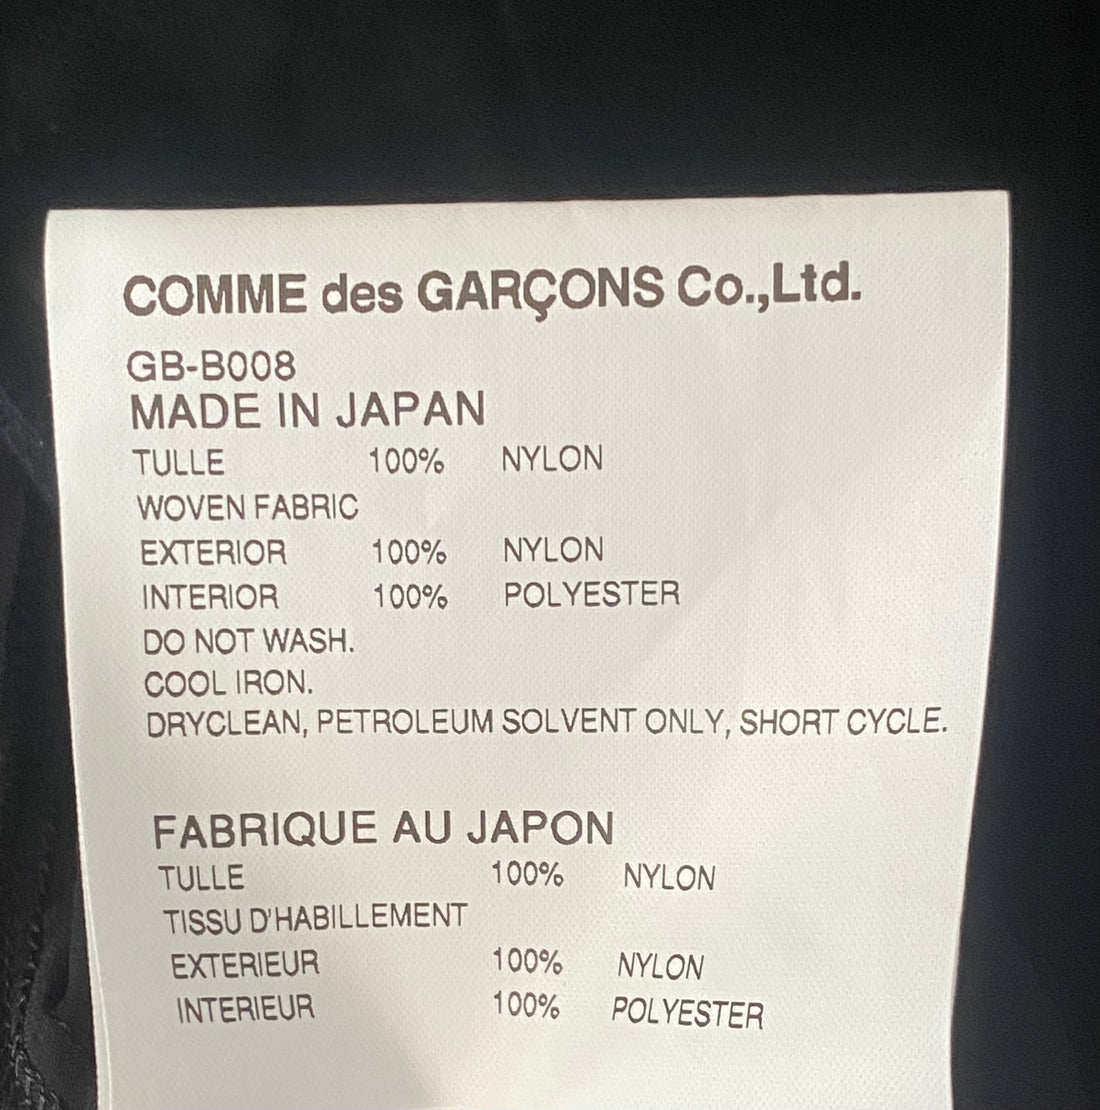 COMME des GARÇONS Co.,Ltd.
GB-B008
MADE IN JAPAN
TULLE 100% NYLON
WOVEN FABRIC
EXTERIOR 100% NYLON
INTERIOR 100% POLYESTER
DO NOT WASH.
COOL IRON.
DRYCLEAN, PETROLEUM SOLVENT ONLY, SHORT CYCLE.
FABRIQUE AU JAPON
TULLE 100% NYLON
TISSU D'HABILLEMENT
EXTERIEUR 100% NYLON
INTERIEUR 100% POLYESTER